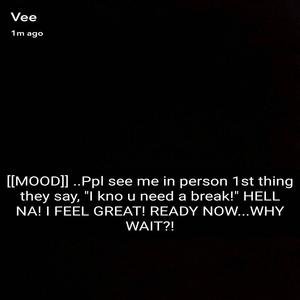 Vee
1m ago
[[MOOD]] ..Ppl see me in person 1st thing
they say, "I kno u need a break!" HELL
NA! I FEEL GREAT! READY NOW...WHY
WAIT?!